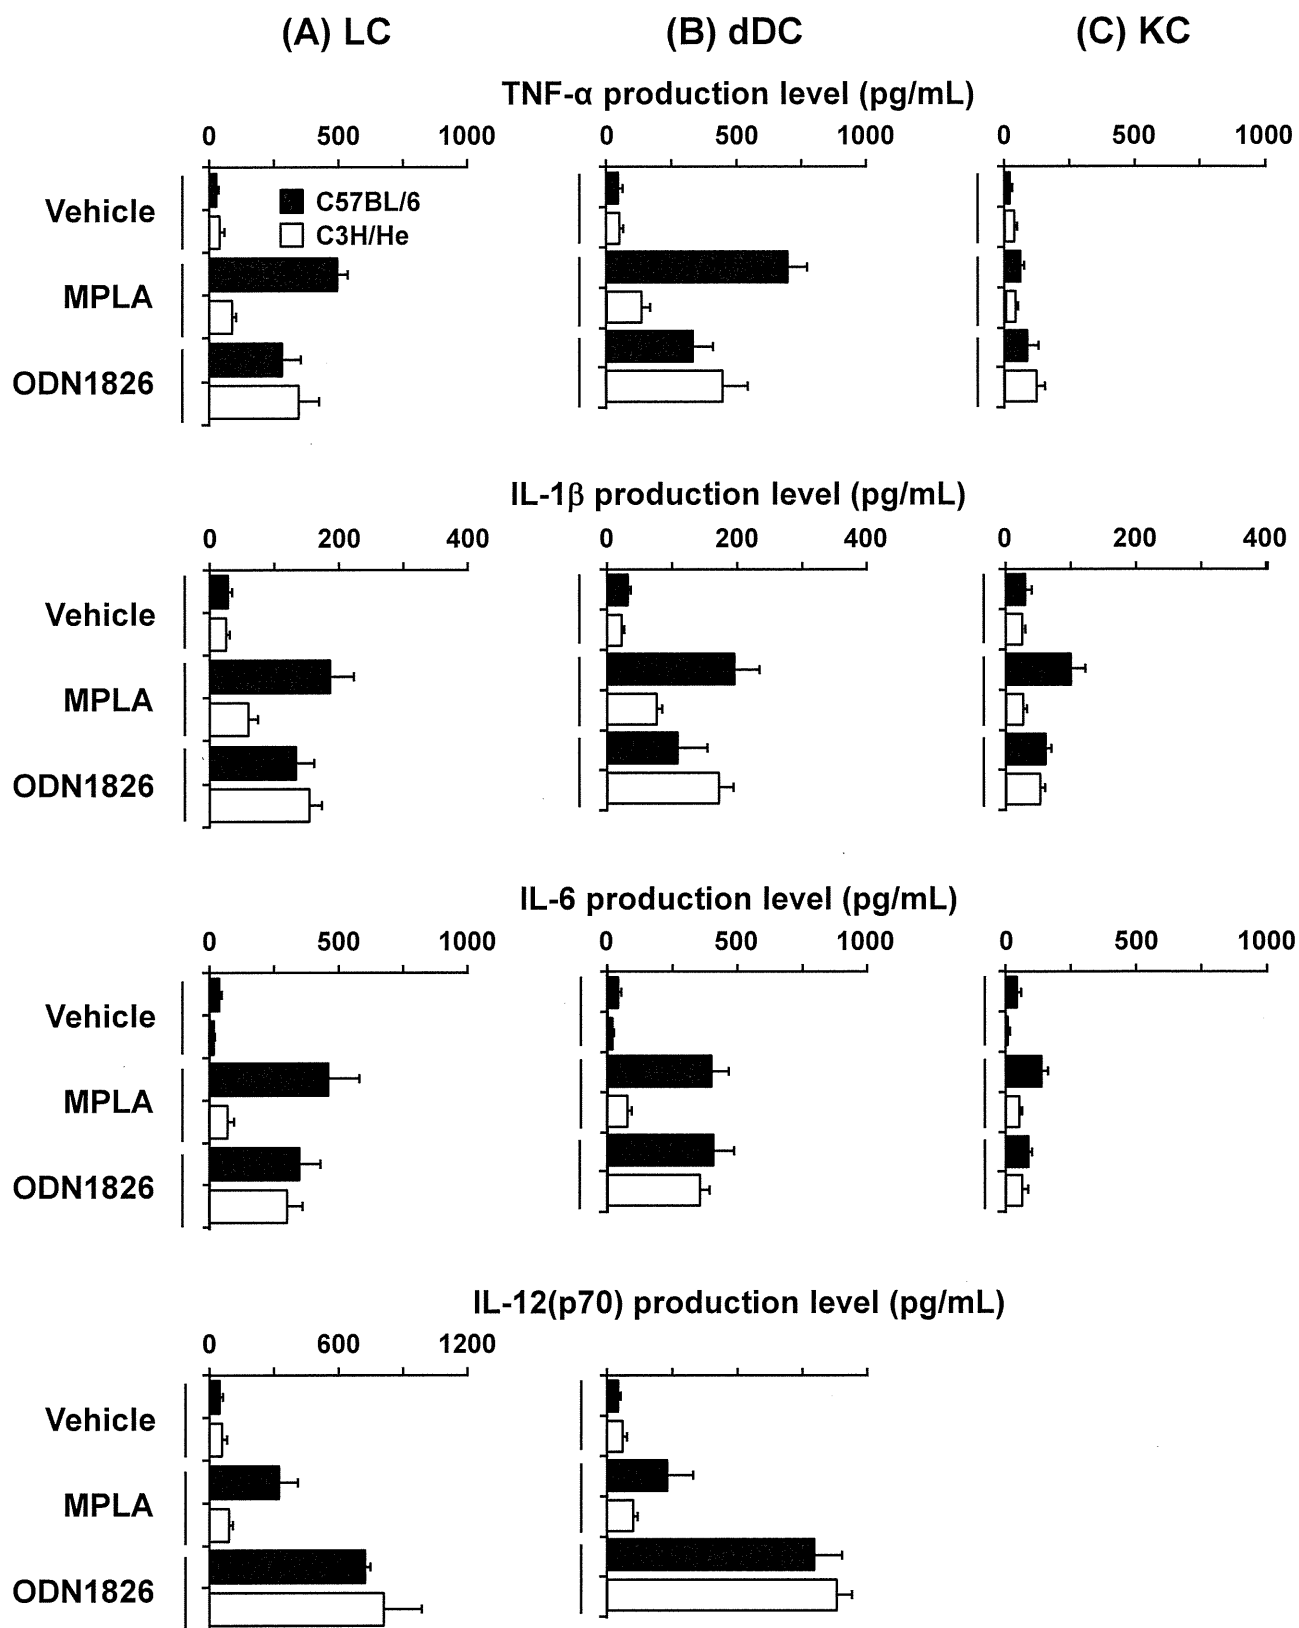 (A) LC (B) dDC (C) KC
TNF-α production level (pg/mL)
0 500 1000 0 500 1000 0 500 1000
Vehicle
C57BL/6
C3H/He
MPLA
ODN1826
IL-1β production level (pg/mL)
0 200 400 0 200 400 0 200 400
Vehicle
MPLA
ODN1826
IL-6 production level (pg/mL)
0 500 1000 0 500 1000 0 500 1000
Vehicle
MPLA
ODN1826
IL-12(p70) production level (pg/mL)
0 600 1200
Vehicle
MPLA
ODN1826